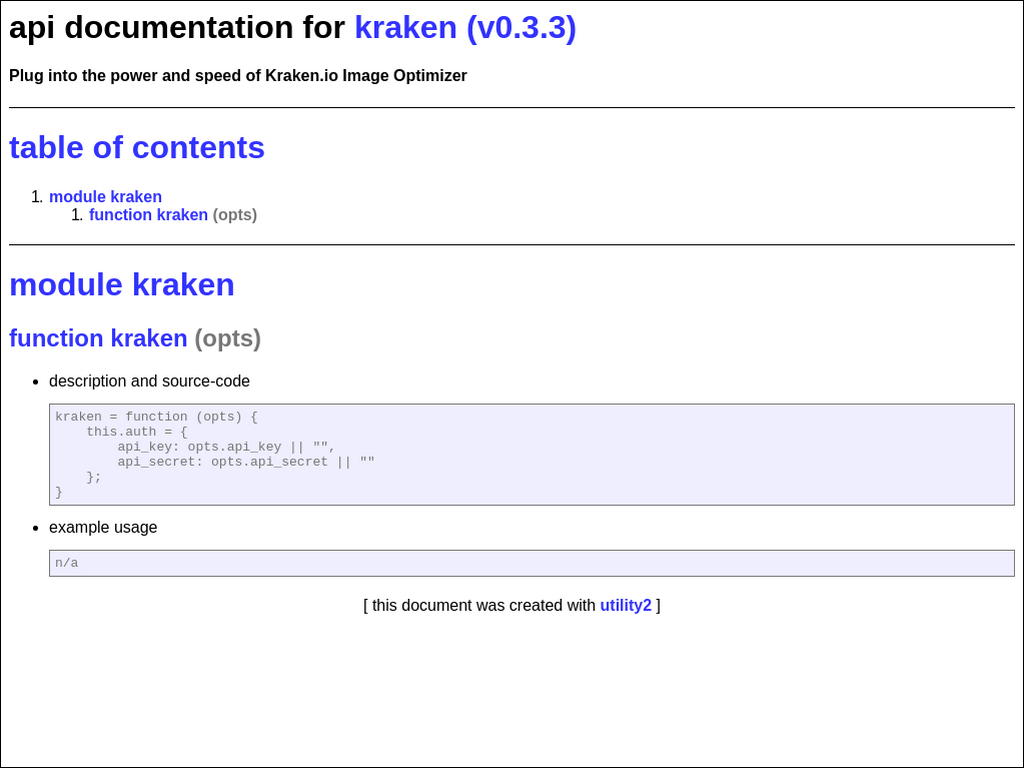 api documentation for kraken (v0.3.3)
Plug into the power and speed of Kraken.io Image Optimizer
table of contents
1. module kraken
1. function kraken (opts)
module kraken
function kraken (opts)
• description and source-code
kraken = function (opts) {
    this.auth = {
        api_key: opts.api_key || "",
        api_secret: opts.api_secret || ""
    };
}
• example usage
n/a
[ this document was created with utility2 ]